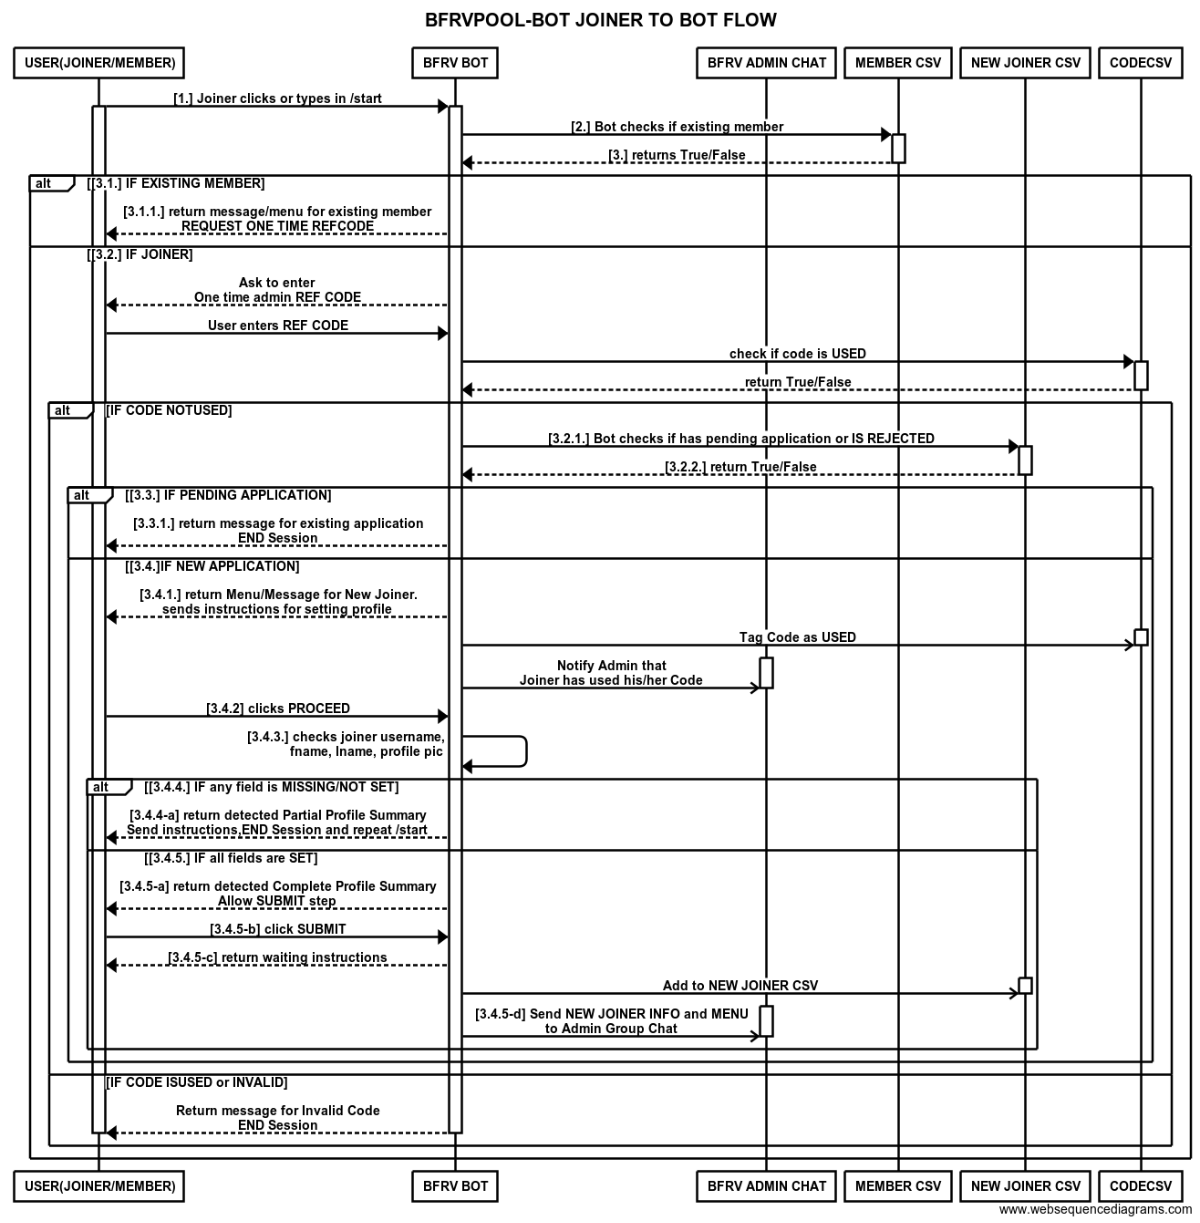 BFRVPOOL-BOT JOINER TO BOT FLOW
USER(JOINER/MEMBER)
BFRV BOT
BFRV ADMIN CHAT
MEMBER CSV
NEW JOINER CSV
CODECSV
[1.] Joiner clicks or types in /start
[2.] Bot checks if existing member
[3.] returns True/False
alt
[[3.1.] IF EXISTING MEMBER]
[3.1.1.] return message/menu for existing member
REQUEST ONE TIME REFCODE
[[3.2.] IF JOINER]
Ask to enter
One time admin REF CODE
User enters REF CODE
check if code is USED
return True/False
alt
[IF CODE NOTUSED]
[3.2.1.] Bot checks if has pending application or IS REJECTED
[3.2.2.] return True/False
alt
[[3.3.] IF PENDING APPLICATION]
[3.3.1.] return message for existing application
END Session
[[3.4.]IF NEW APPLICATION]
[3.4.1.] return Menu/Message for New Joiner.
sends instructions for setting profile
Tag Code as USED
Notify Admin that
Joiner has used his/her Code
[3.4.2] clicks PROCEED
[3.4.3.] checks joiner username,
fname, lname, profile pic
alt
[[3.4.4.] IF any field is MISSING/NOT SET]
[3.4.4-a] return detected Partial Profile Summary
Send instructions,END Session and repeat /start
[[3.4.5.] IF all fields are SET]
[3.4.5-a] return detected Complete Profile Summary
Allow SUBMIT step
[3.4.5-b] click SUBMIT
[3.4.5-c] return waiting instructions
Add to NEW JOINER CSV
[3.4.5-d] Send NEW JOINER INFO and MENU
to Admin Group Chat
[IF CODE ISUSED or INVALID]
Return message for Invalid Code
END Session
USER(JOINER/MEMBER)
BFRV BOT
BFRV ADMIN CHAT
MEMBER CSV
NEW JOINER CSV
CODECSV
www.websequencediagrams.com